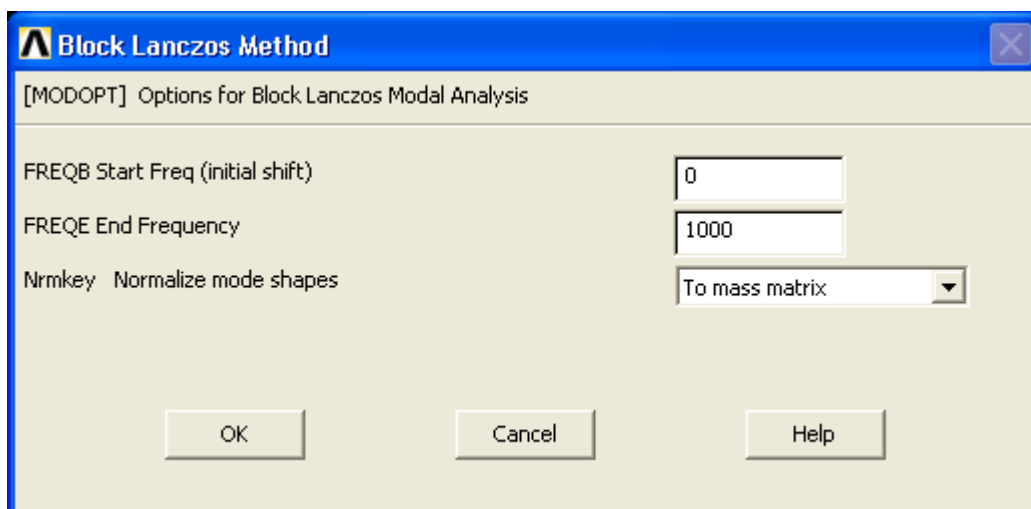 Block Lanczos Method
[MODOPT] Options for Block Lanczos Modal Analysis
FREQB Start Freq (initial shift) 0
FREQE End Frequency 1000
Nrmkey Normalize mode shapes To mass matrix
OK Cancel Help